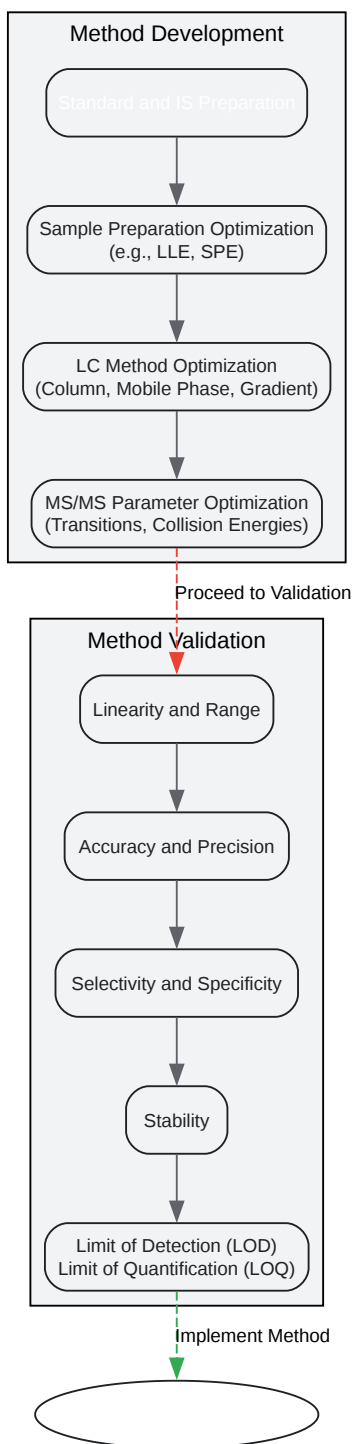 Method Development
Standard and IS Preparation
Sample Preparation Optimization
(e.g., LLE, SPE)
LC Method Optimization
(Column, Mobile Phase, Gradient)
MS/MS Parameter Optimization
(Transitions, Collision Energies)
Proceed to Validation
Method Validation
Linearity and Range
Accuracy and Precision
Selectivity and Specificity
Stability
Limit of Detection (LOD)
Limit of Quantification (LOQ)
Implement Method